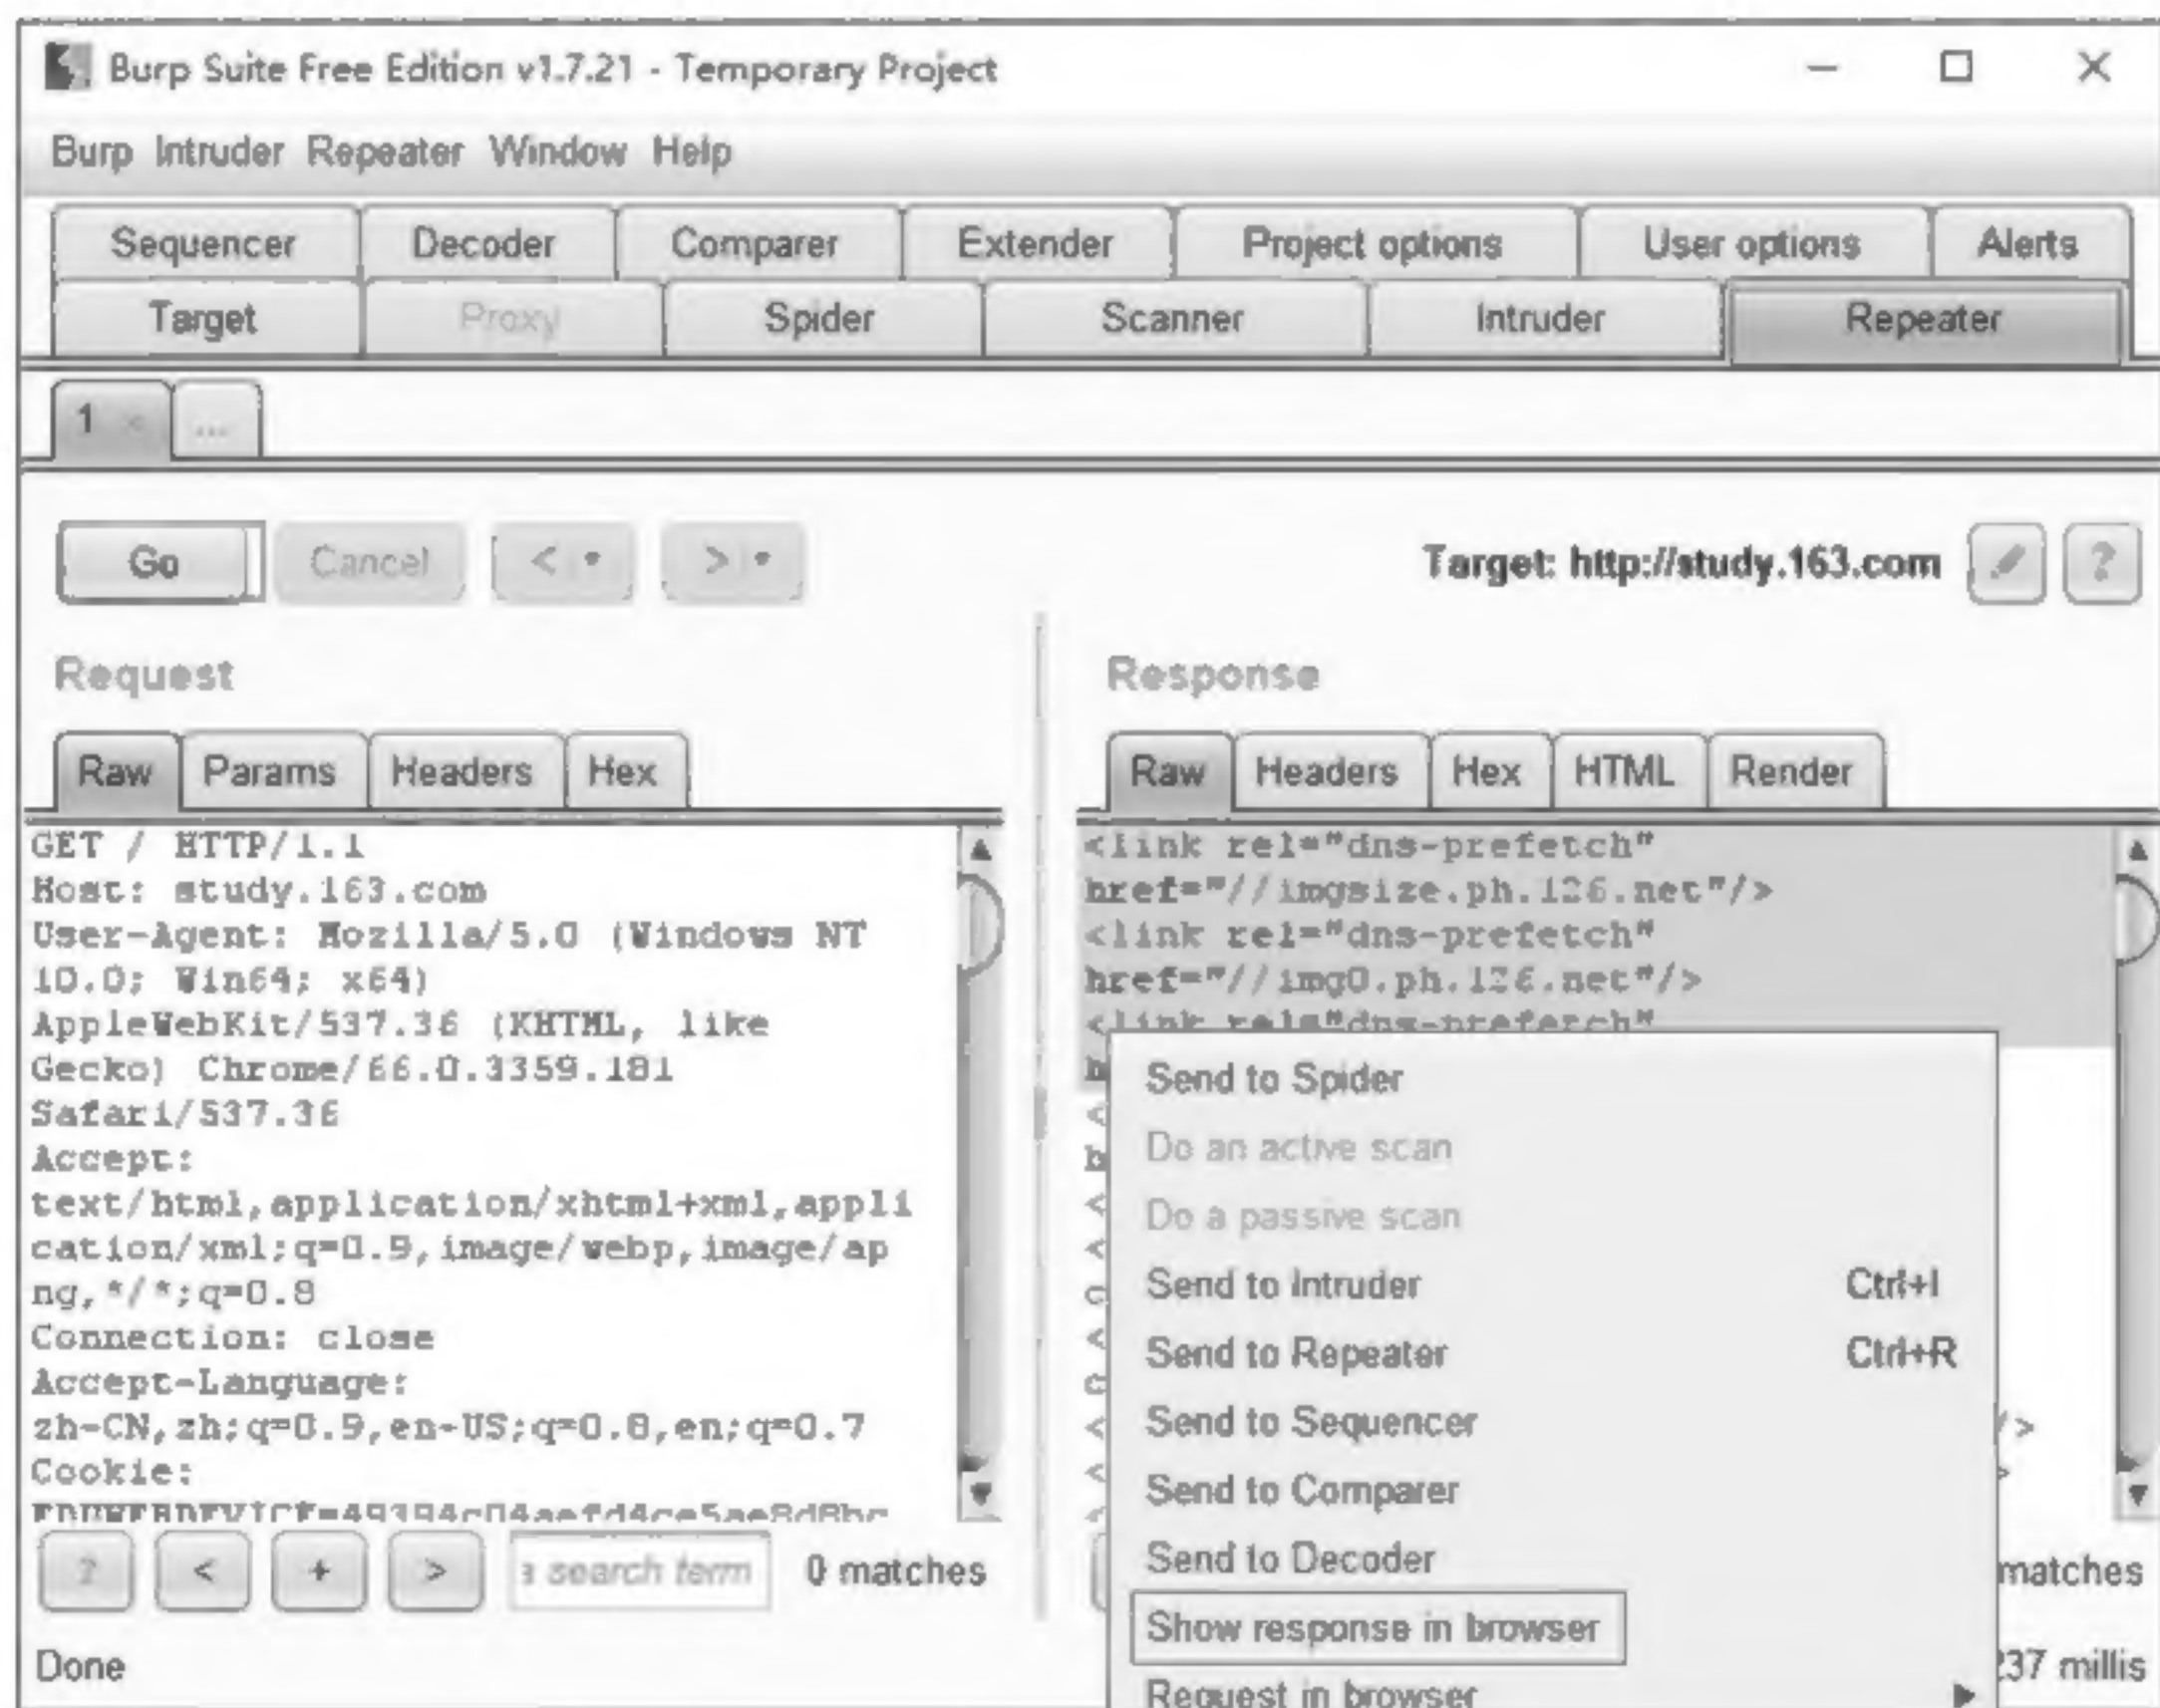 Burp Suite Free Edition v1.7.21 - Temporary Project
Burp Intruder Repeater Window Help
Sequencer Decoder Comparer Extender Project options User options Alerts
Target Proxy Spider Scanner Intruder Repeater
1 × ...
Go Cancel < >
Target: http://study.163.com ?
Request
Raw Params Headers Hex
GET / HTTP/1.1
Host: study.163.com
User-Agent: Mozilla/5.0 (Windows NT
10.0; Win64; x64)
AppleWebKit/537.36 (KHTML, like
Gecko) Chrome/66.0.3359.181
Safari/537.36
Accept:
text/html,application/xhtml+xml,appli
cation/xml;q=0.9,image/webp,image/ap
ng,*/*;q=0.8
Connection: close
Accept-Language:
zh-CN,zh;q=0.9,en-US;q=0.8,en;q=0.7
Cookie:
? < + > a search term 0 matches
Done
Response
Raw Headers Hex HTML Render
<link rel="dns-prefetch"
href="//imgsize.ph.126.net"/>
<link rel="dns-prefetch"
href="//img0.ph.126.net"/>
<link rel="dns-prefetch"
Send to Spider
Do an active scan
Do a passive scan
Send to Intruder Ctrl+I
Send to Repeater Ctrl+R
Send to Sequencer
Send to Comparer
Send to Decoder
Show response in browser
Request in browser
matches
237 millis